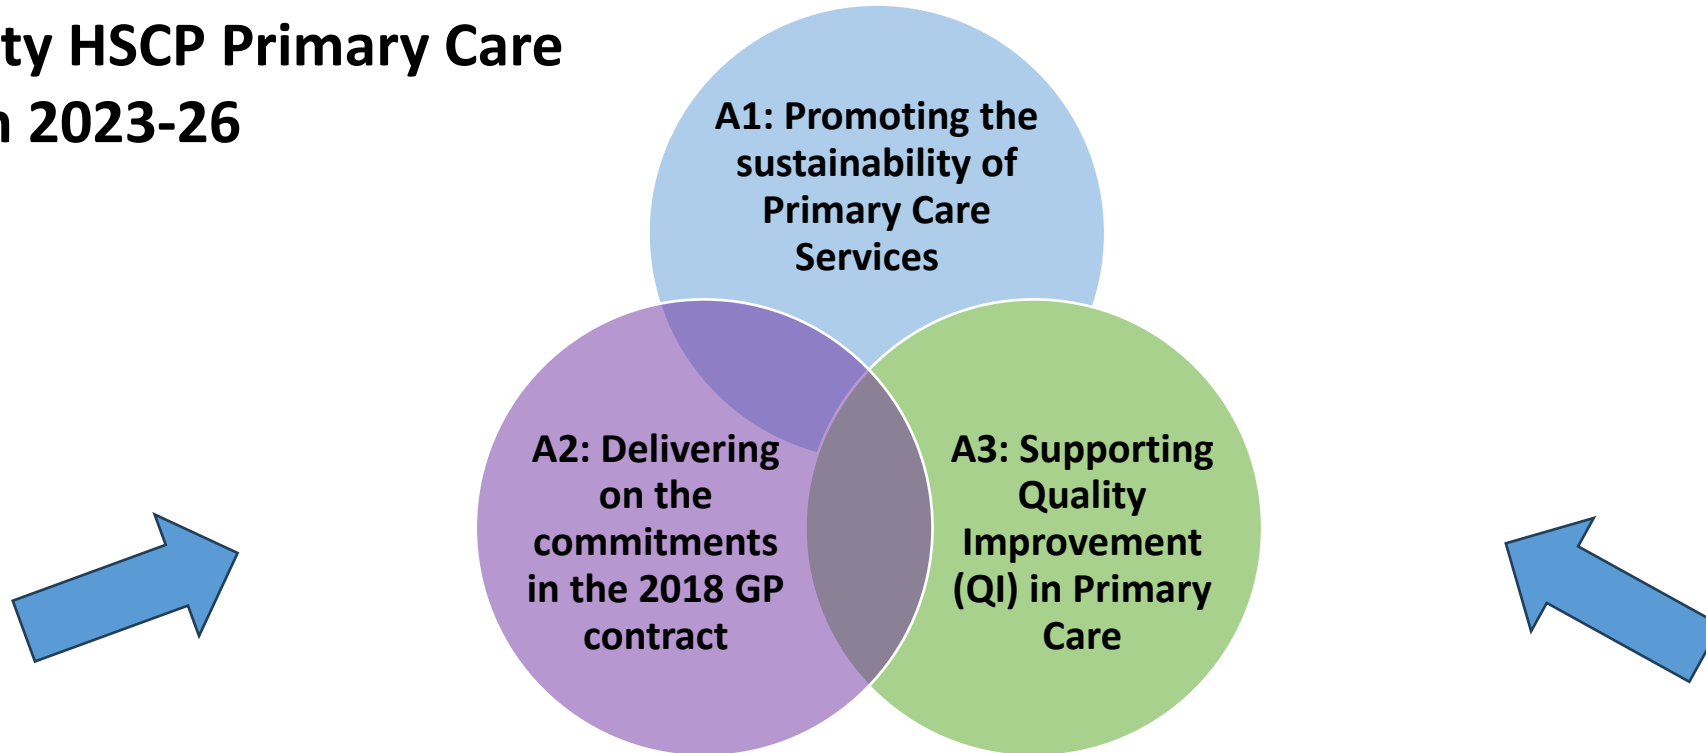 ty HSCP Primary Care
n 2023-26
A1: Promoting the
sustainability of
Primary Care
Services
A2: Delivering
on the
commitments
in the 2018 GP
contract
A3: Supporting
Quality
Improvement
(QI) in Primary
Care